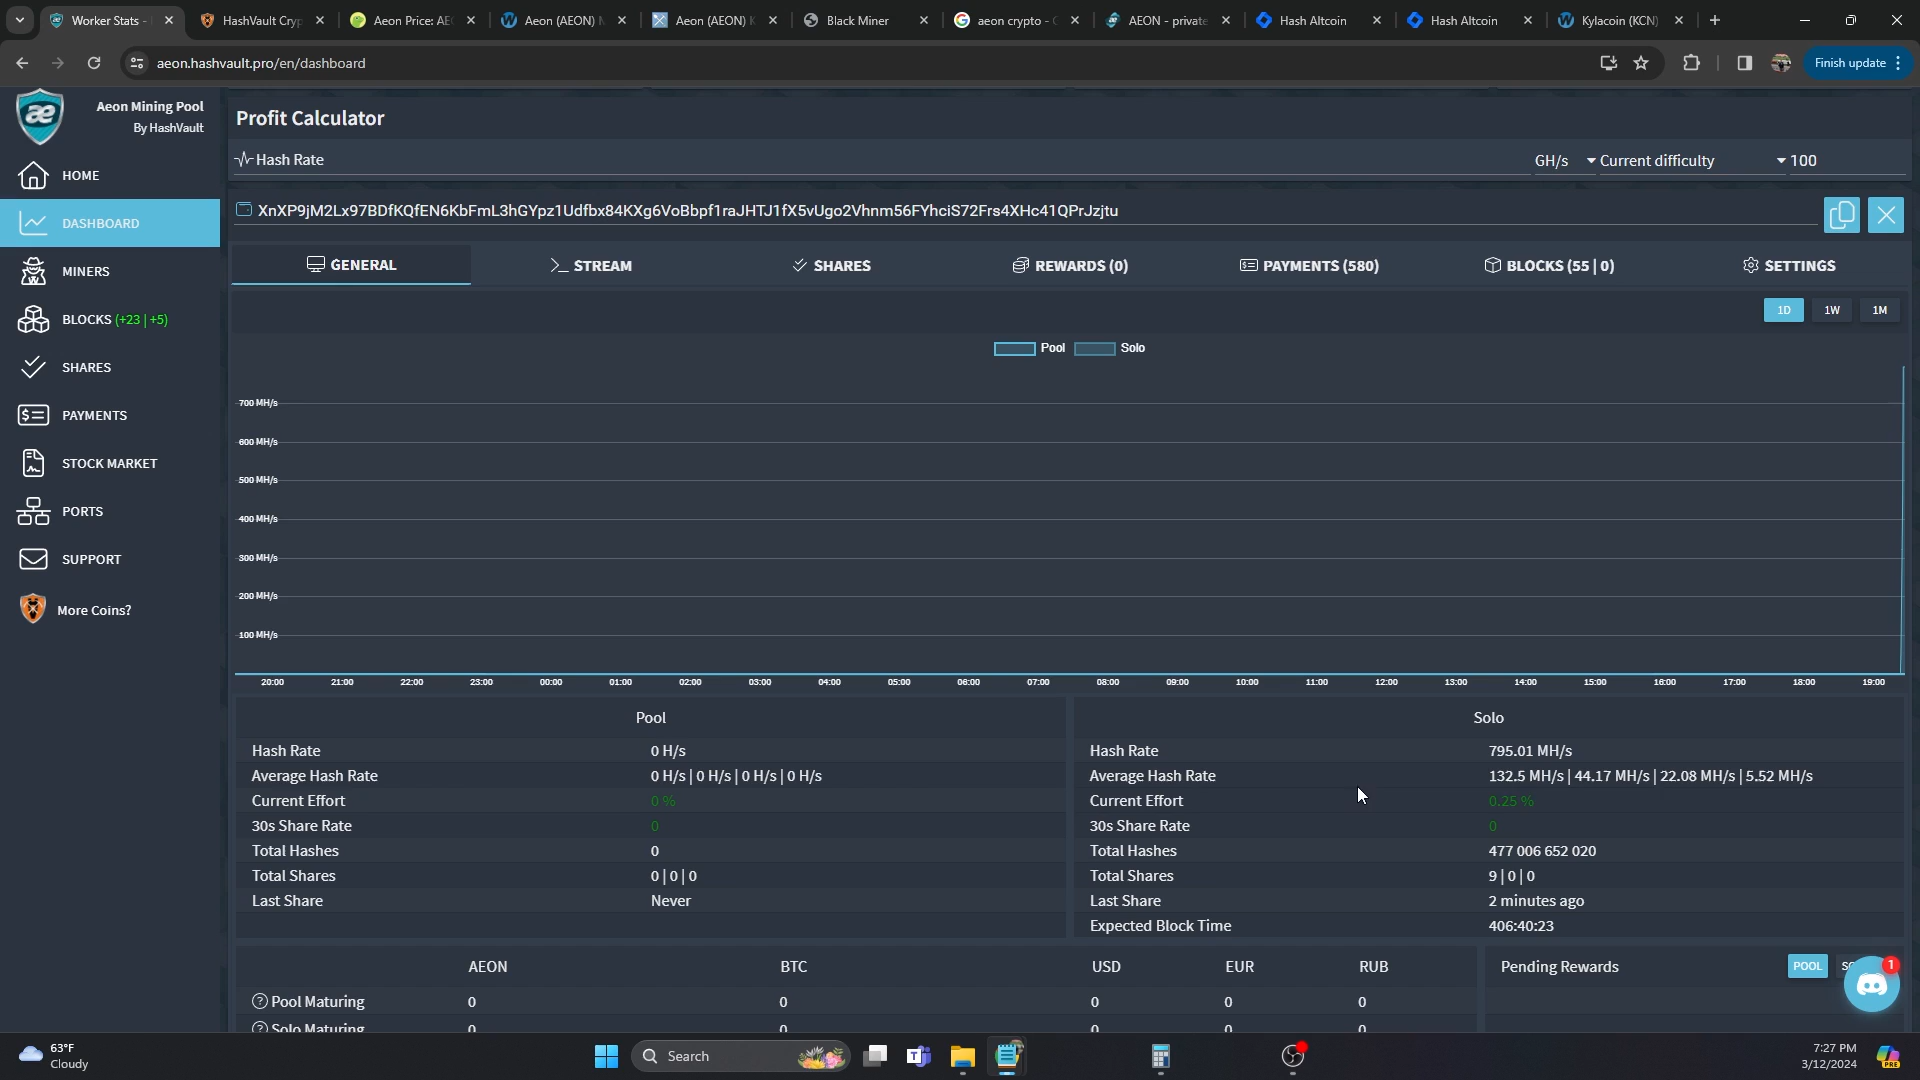 Worker Stats -
HashVault Cryp
Aeon Price: AE
Aeon (AEON) M
Aeon (AEON) K
Black Miner
aeon crypto -
AEON - private
Hash Altcoin
Hash Altcoin
Kylacoin (KCN)
aeon.hashvault.pro/en/dashboard
Finish update
Aeon Mining Pool
By HashVault
HOME
DASHBOARD
MINERS
BLOCKS (+23 | +5)
SHARES
PAYMENTS
STOCK MARKET
PORTS
SUPPORT
More Coins?
Profit Calculator
Hash Rate GH/s Current difficulty 100
XnXP9jM2Lx97BDfKQfEN6KbFmL3hGYpz1Udfbx84KXg6VoBbpf1raJHTJ1fX5vUgo2Vhnm56FYhciS72Frs4XHc41QPrJzjtu
GENERAL STREAM SHARES REWARDS (0) PAYMENTS (580) BLOCKS (55 | 0) SETTINGS
1D 1W 1M
Pool Solo
700 MH/s
600 MH/s
500 MH/s
400 MH/s
300 MH/s
200 MH/s
100 MH/s
20:00 21:00 22:00 23:00 00:00 01:00 02:00 03:00 04:00 05:00 06:00 07:00 08:00 09:00 10:00 11:00 12:00 13:00 14:00 15:00 16:00 17:00 18:00 19:00
Pool
Hash Rate 0 H/s
Average Hash Rate 0 H/s | 0 H/s | 0 H/s | 0 H/s
Current Effort 0 %
30s Share Rate 0
Total Hashes 0
Total Shares 0 | 0 | 0
Last Share Never
Solo
Hash Rate 795.01 MH/s
Average Hash Rate 132.5 MH/s | 44.17 MH/s | 22.08 MH/s | 5.52 MH/s
Current Effort 0.25 %
30s Share Rate 0
Total Hashes 477 006 652 020
Total Shares 9 | 0 | 0
Last Share 2 minutes ago
Expected Block Time 406:40:23
AEON BTC USD EUR RUB
Pool Maturing 0 0 0 0 0
Solo Maturing 0 0 0 0 0
Pending Rewards POOL
1
63°F
Cloudy
Search
7:27 PM
3/12/2024
PRE